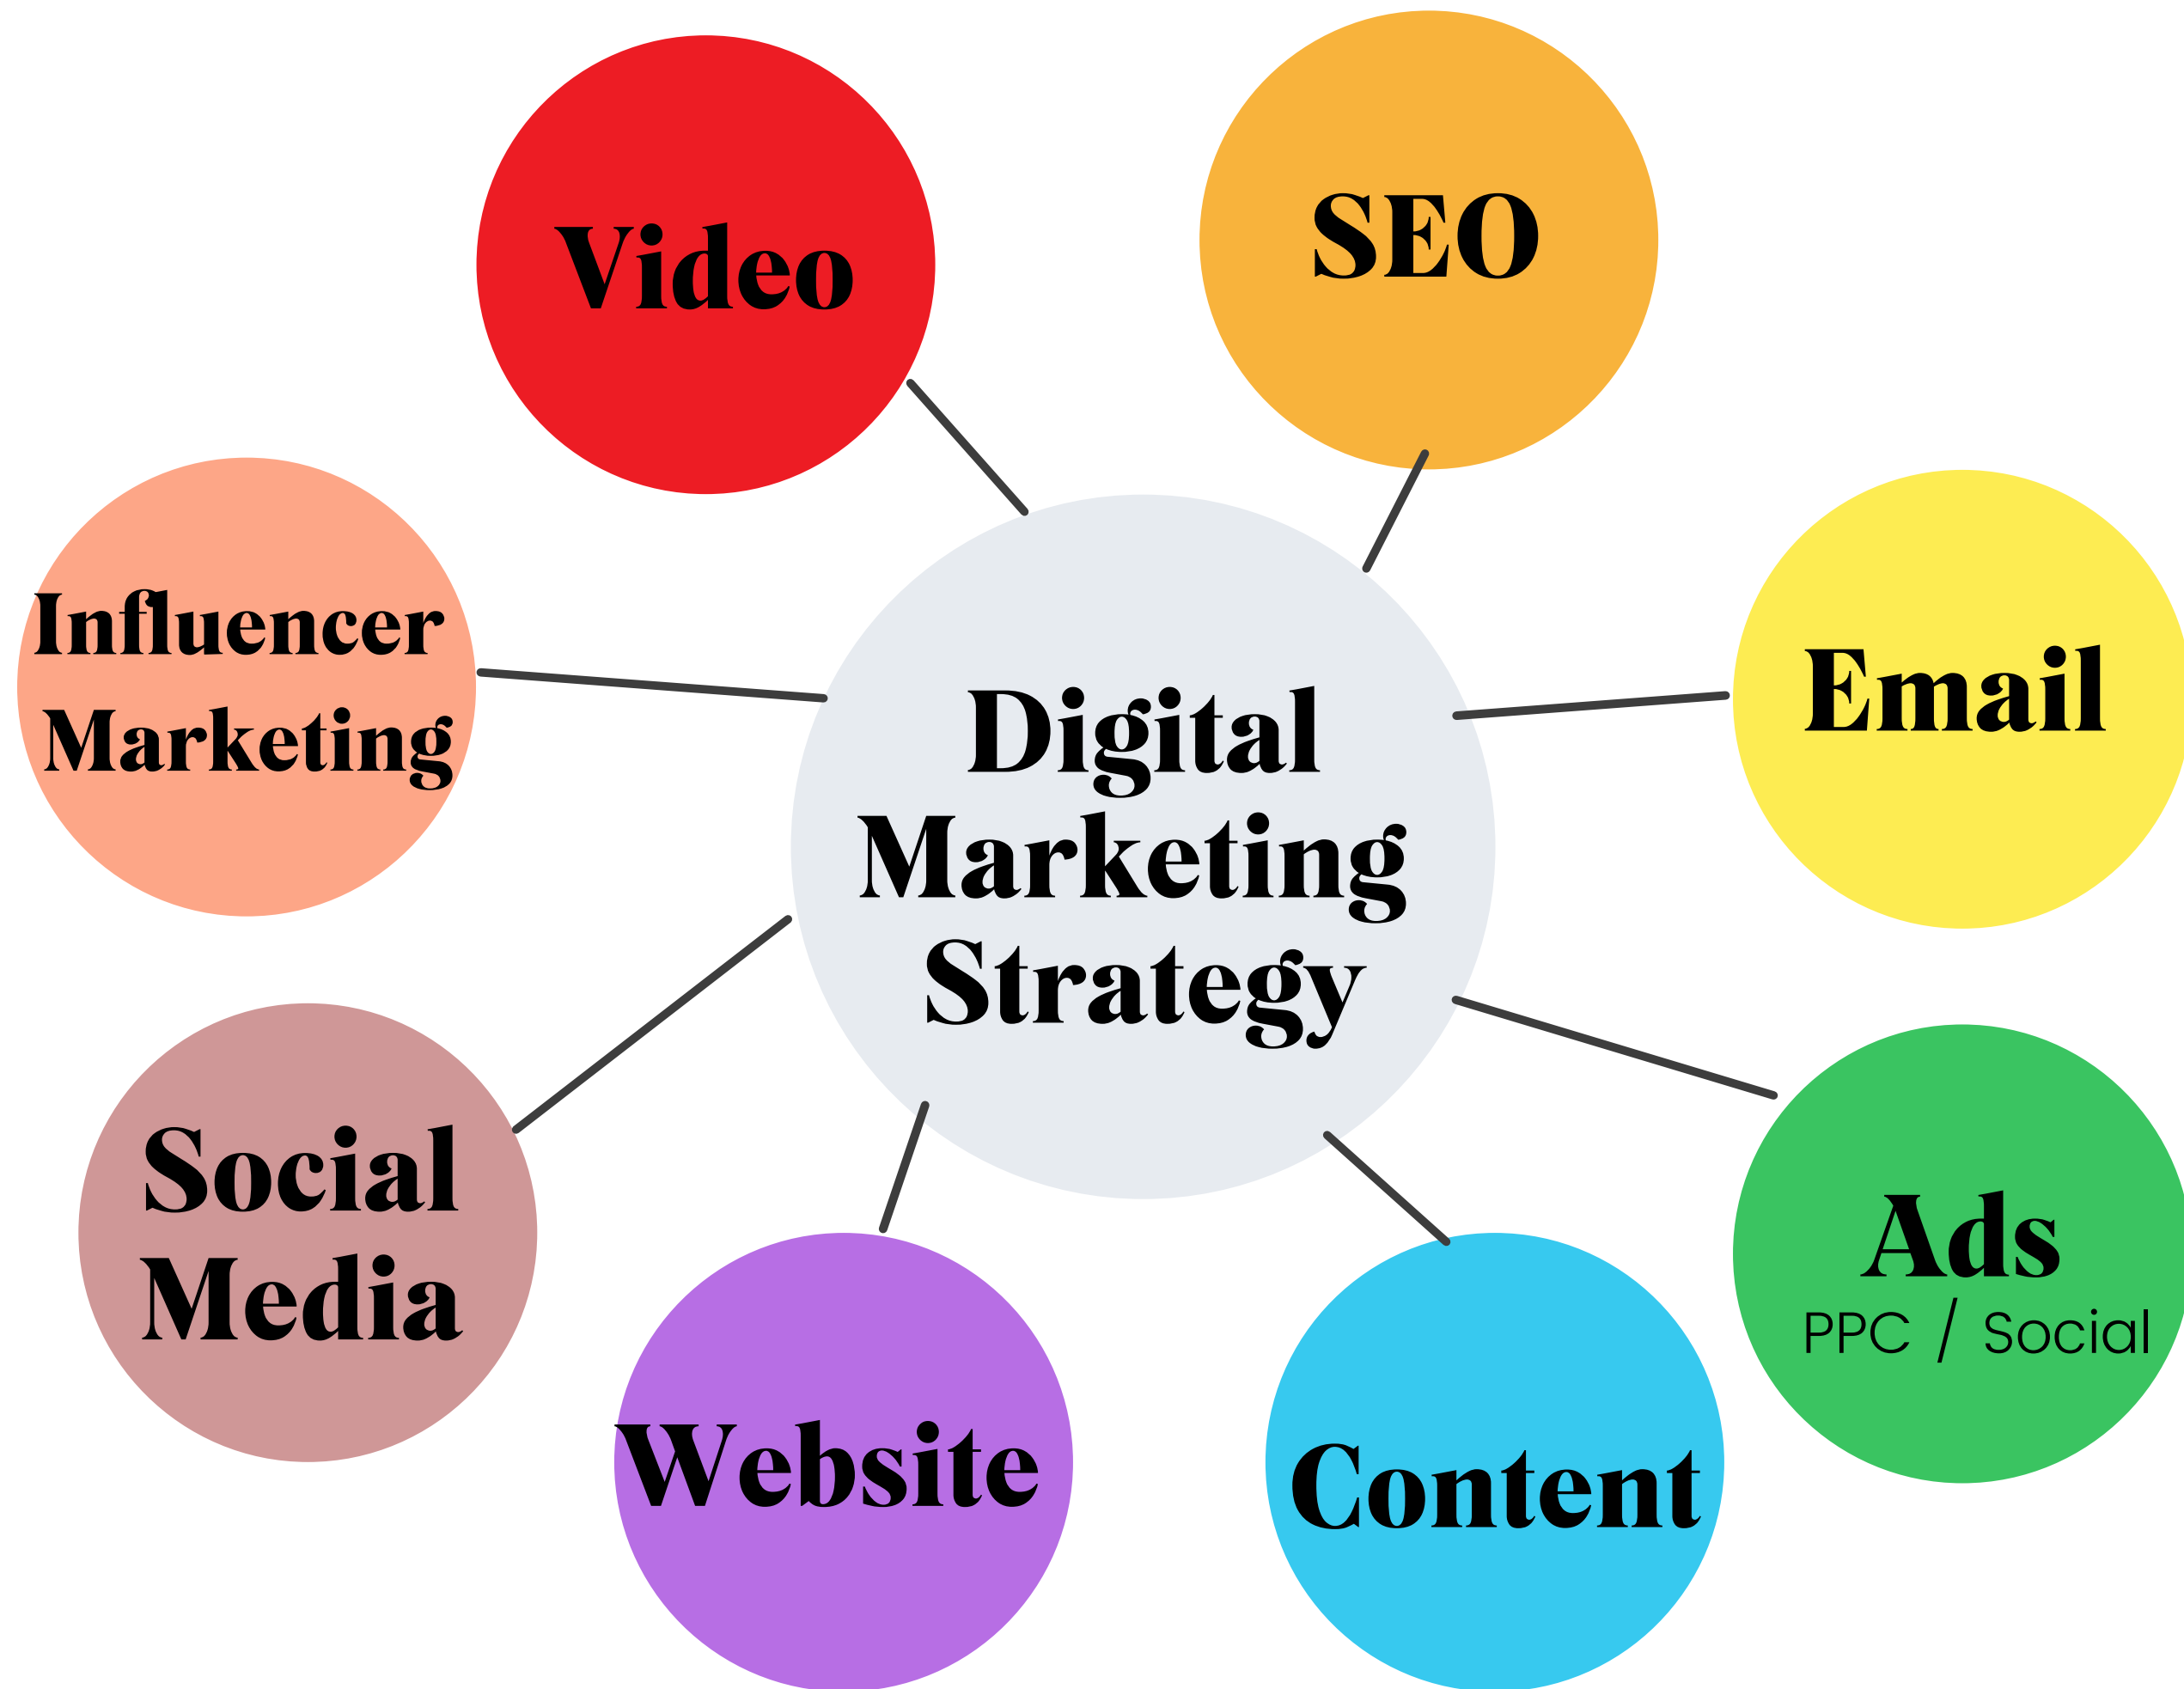 Video
SEO
Influencer
Marketing
Email
Digital
Marketing
Strategy
Social
Media
Ads
PPC / Social
Website
Content